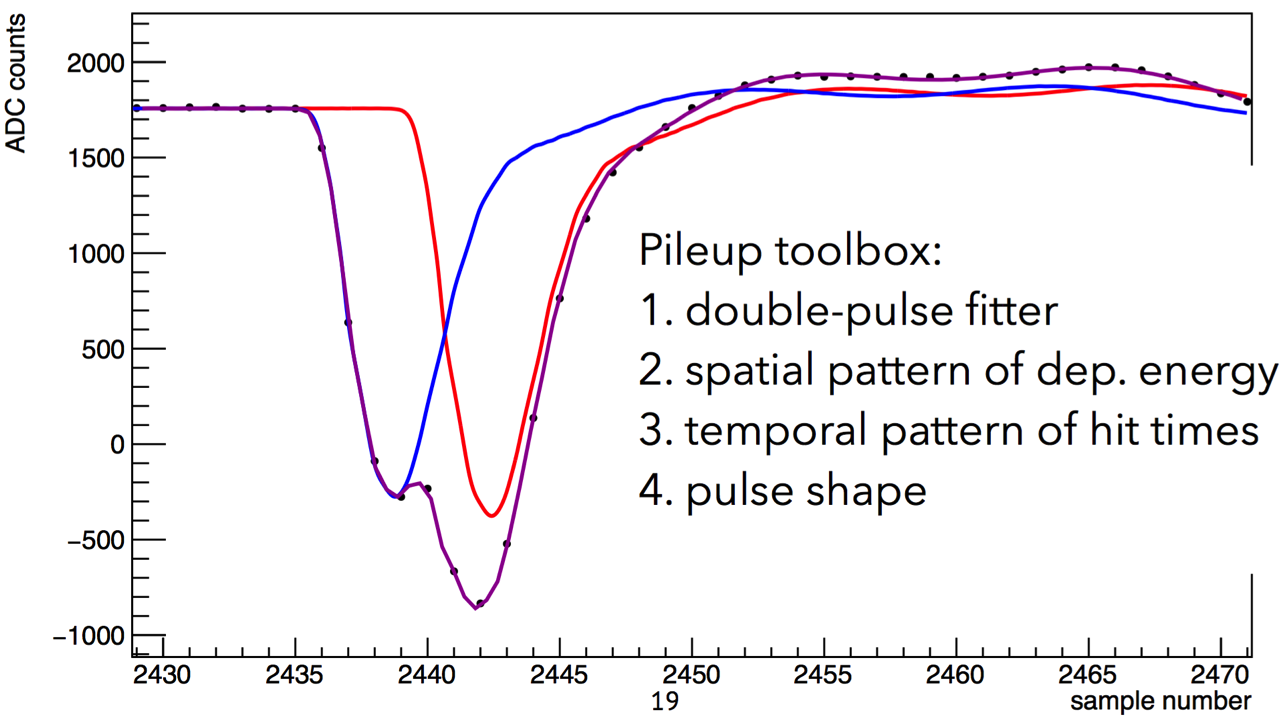 ADC counts
2000
1500
1000
500
0
−500
−1000
Pileup toolbox:
1. double-pulse fitter
2. spatial pattern of dep. energy
3. temporal pattern of hit times
4. pulse shape
2430 2435 2440 2445 2450 2455 2460 2465 2470
19
sample number